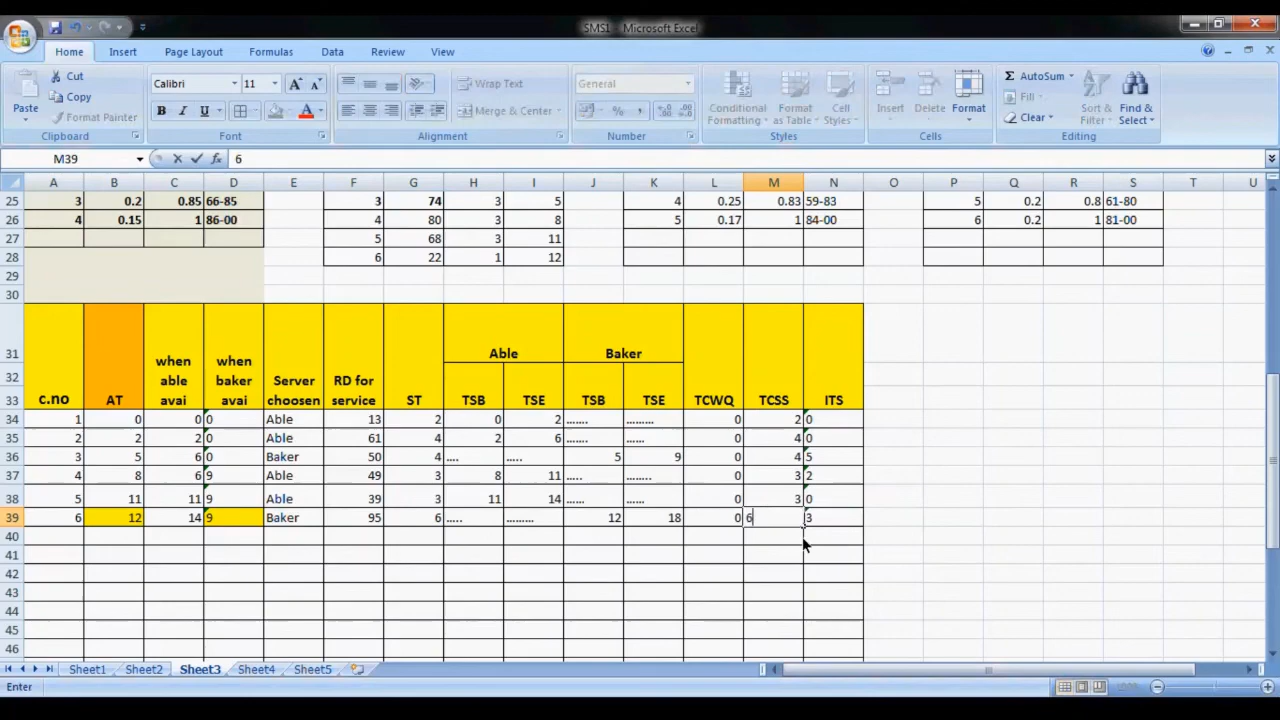 SMS1 - Microsoft Excel
Home Insert Page Layout Formulas Data Review View
Cut
Copy
Format Painter
Paste
Clipboard
Calibri 11
B I U
Font
Wrap Text
Merge & Center
Alignment
General
% ,
Number
Conditional Formatting
Format as Table
Cell Styles
Styles
Insert Delete Format
Cells
AutoSum
Fill
Clear
Sort & Filter
Find & Select
Editing
M39 fx 6
A B C D E F G H I J K L M N O P Q R S T U
25 3 0.2 0.85 66-85 3 74 3 5 4 0.25 0.83 59-83 5 0.2 0.8 61-80
26 4 0.15 1 86-00 4 80 3 8 5 0.17 1 84-00 6 0.2 1 81-00
27 5 68 3 11
28 6 22 1 12
29
30
31 Able Baker
32
33 c.no AT when able avai when baker avai Server choosen RD for service ST TSB TSE TSB TSE TCWQ TCSS ITS
34 1 0 0 0 Able 13 2 0 2 ....... ......... 0 2 0
35 2 2 2 0 Able 61 4 2 6 ....... ...... 0 4 0
36 3 5 6 0 Baker 50 4 .... ..... 5 9 0 4 5
37 4 8 6 9 Able 49 3 8 11 ..... ........ 0 3 2
38 5 11 11 9 Able 39 3 11 14 ...... ...... 0 3 0
39 6 12 14 9 Baker 95 6 ..... ......... 12 18 0 6 3
40
41
42
43
44
45
46
Sheet1 Sheet2 Sheet3 Sheet4 Sheet5
Enter